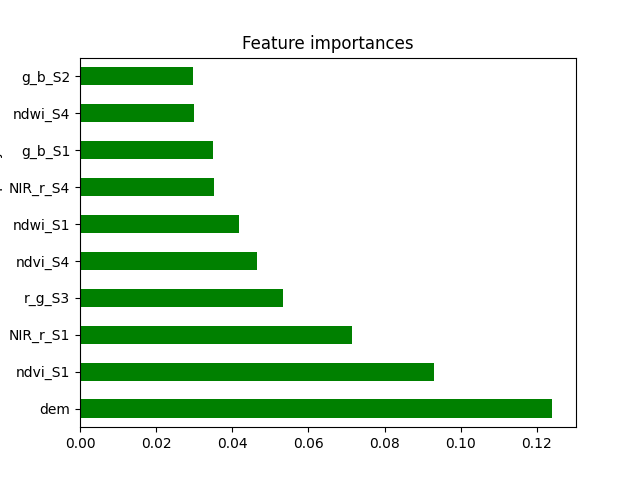 Feature importances
g_b_S2
ndwi_S4
g_b_S1
NIR_r_S4
ndwi_S1
ndvi_S4
r_g_S3
NIR_r_S1
ndvi_S1
dem
0.00 0.02 0.04 0.06 0.08 0.10 0.12